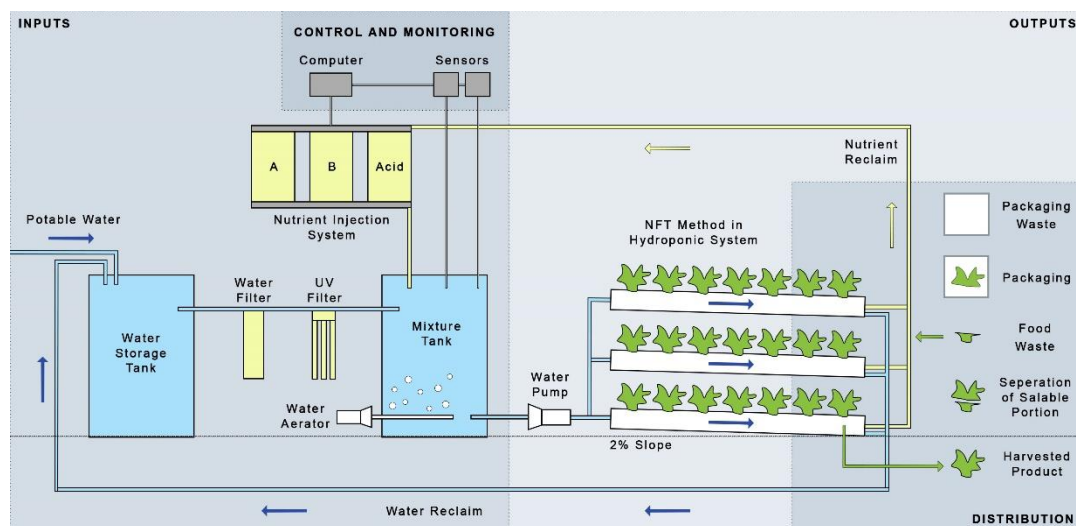 INPUTS
CONTROL AND MONITORING
OUTPUTS
Computer
Sensors
A
B
Acid
Nutrient
Reclaim
Nutrient Injection
System
Potable Water
NFT Method in
Hydroponic System
Packaging
Waste
Packaging
Water
Filter
UV
Filter
Water
Storage
Tank
Mixture
Tank
Food
Waste
Water
Pump
Water
Aerator
Seperation
of Salable
Portion
2% Slope
Harvested
Product
Water Reclaim
DISTRIBUTION